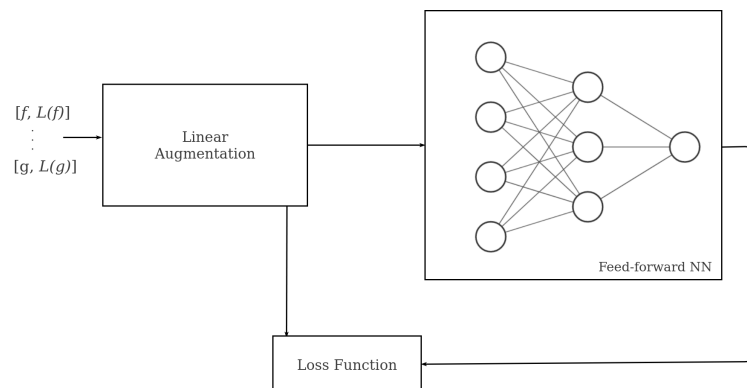 [f, L(f)]
.
.
.
[g, L(g)]
Linear
Augmentation
Feed-forward NN
Loss Function